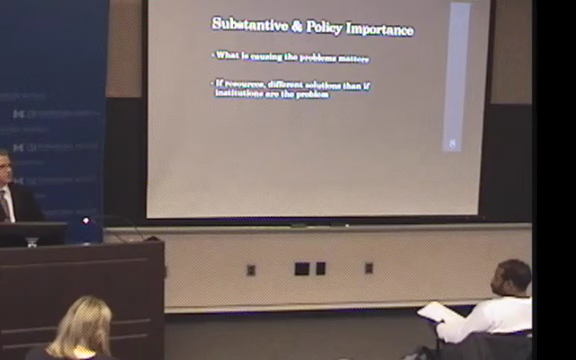 Substantive & Policy Importance
- What is causing the problems matters
- If resources, different solutions than if
institutions are the problem